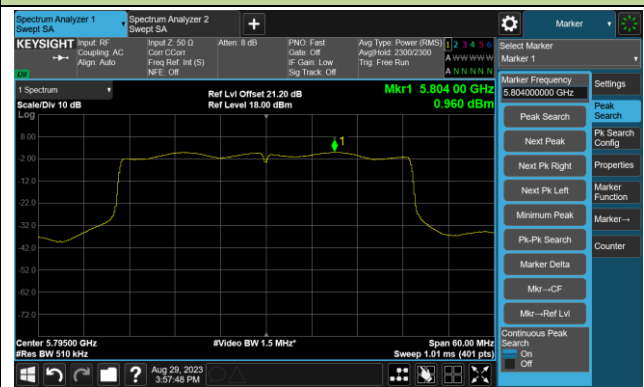 Spectrum Analyzer 1
Swept SA
Spectrum Analyzer 2
Swept SA
Marker
KEYSIGHT
Input: RF
Coupling: AC
Align: Auto
Input Z: 50 Ω
Corr CCorr
Freq Ref: Int (S)
NFE: Off
Atten: 8 dB
PNO: Fast
Gate: Off
IF Gain: Low
Sig Track: Off
Avg Type: Power (RMS)
Avg|Hold: 2300/2300
Trig: Free Run
1 2 3 4 5 6
A W W W W W
A N N N N N
Select Marker
Marker 1
1 Spectrum
Scale/Div 10 dB
Log
Ref Lvl Offset 21.20 dB
Ref Level 18.00 dBm
Mkr1 5.804 00 GHz
0.960 dBm
8.00
-2.00
-12.0
-22.0
-32.0
-42.0
-52.0
-62.0
-72.0
1
Center 5.79500 GHz
#Res BW 510 kHz
#Video BW 1.5 MHz*
Span 60.00 MHz
Sweep 1.01 ms (401 pts)
Marker Frequency
5.804000000 GHz
Peak Search
Next Peak
Next Pk Right
Next Pk Left
Minimum Peak
Pk-Pk Search
Marker Delta
Mkr→CF
Mkr→Ref Lvl
Continuous Peak
Search
On
Off
Settings
Peak
Search
Pk Search
Config
Properties
Marker
Function
Marker→
Counter
?
Aug 29, 2023
3:57:48 PM